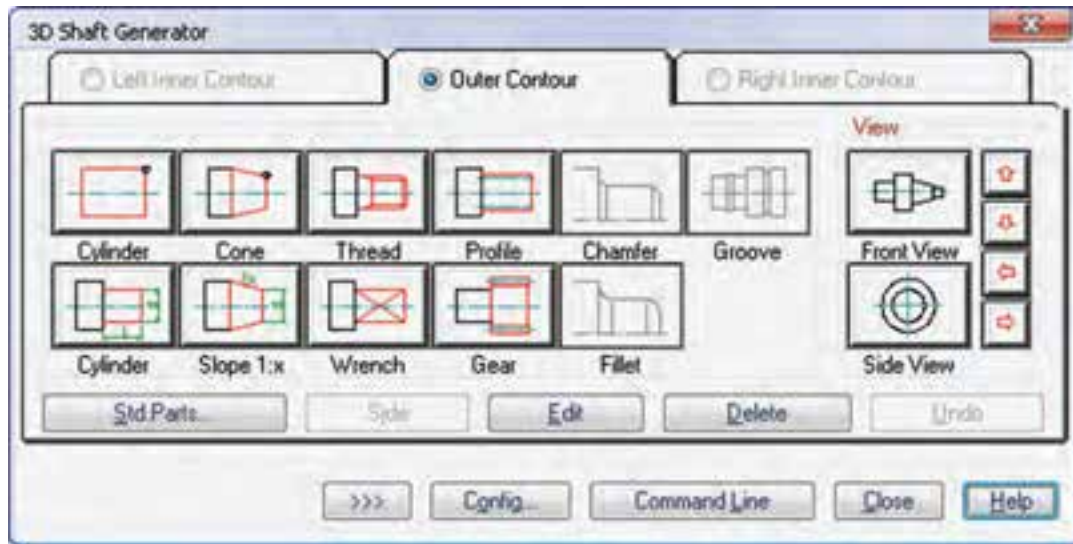 3D Shaft Generator
Left Inner Contour Outer Contour Right Inner Contour
View
Cylinder Cone Thread Profile Chamfer Groove Front View
Cylinder Slope 1:x Wrench Gear Fillet Side View
Std.Parts... Side Edit Delete Undo
>>> Config... Command Line Close Help